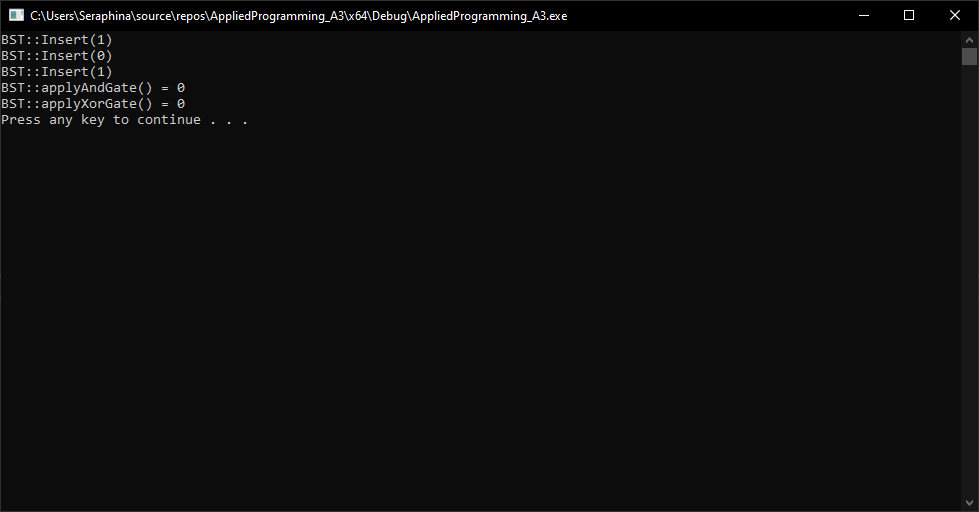 C:\Users\Seraphina\source\repos\AppliedProgramming_A3\x64\Debug\AppliedProgramming_A3.exe
BST::Insert(1)
BST::Insert(0)
BST::Insert(1)
BST::applyAndGate() = 0
BST::applyXorGate() = 0
Press any key to continue . . .